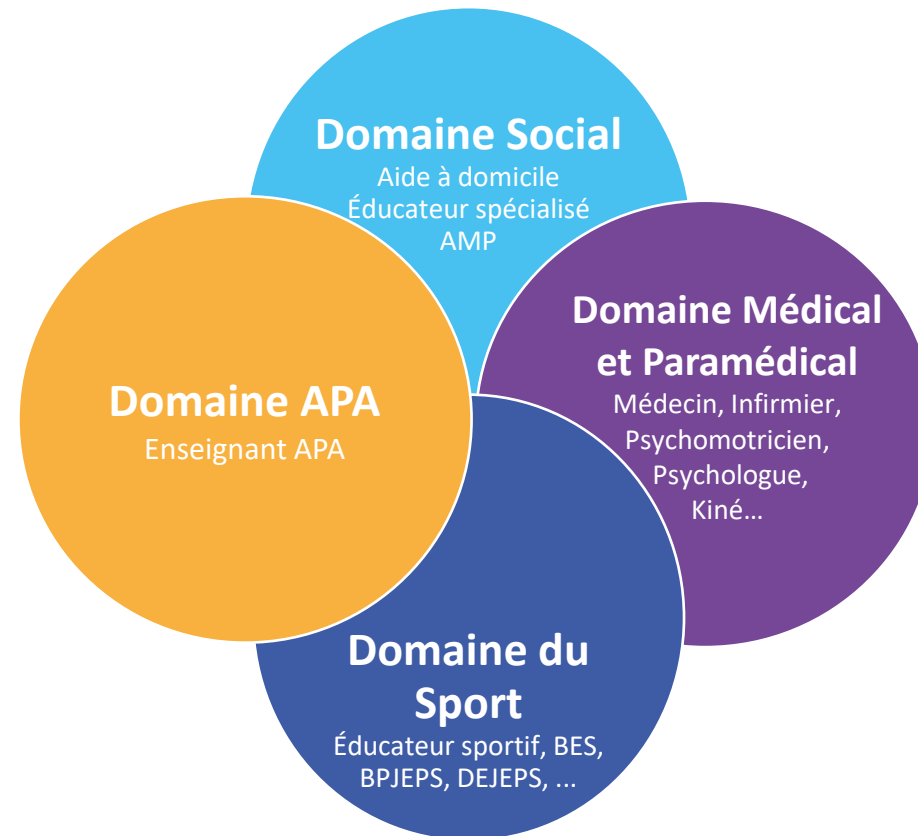 Domaine Social
Aide à domicile
Éducateur spécialisé
AMP
Domaine Médical
et Paramédical
Médecin, Infirmier,
Psychomotricien,
Psychologue,
Kiné…
Domaine APA
Enseignant APA
Domaine du
Sport
Éducateur sportif, BES,
BPJEPS, DEJEPS, ...